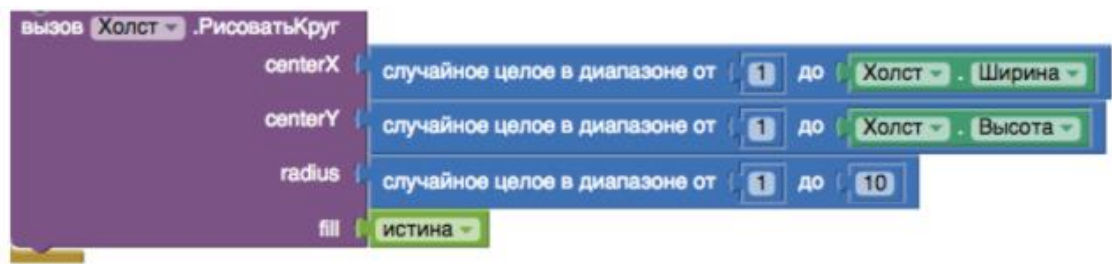 вызов Холст .РисоватьКруг
centerX случайное целое в диапазоне от 1 до Холст . Ширина
centerY случайное целое в диапазоне от 1 до Холст . Высота
radius случайное целое в диапазоне от 1 до 10
fill истина